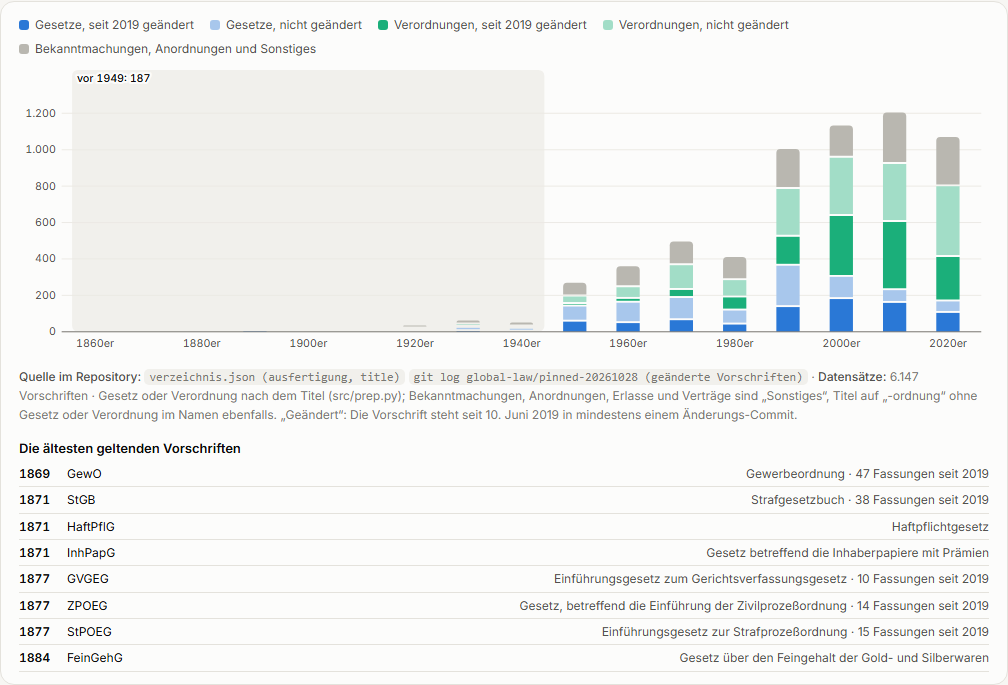 Gesetze, seit 2019 geändert Gesetze, nicht geändert Verordnungen, seit 2019 geändert Verordnungen, nicht geändert
Bekanntmachungen, Anordnungen und Sonstiges
vor 1949: 187
1.200
1.000
800
600
400
200
0
1860er 1880er 1900er 1920er 1940er 1960er 1980er 2000er 2020er
Quelle im Repository: verzeichnis.json (ausfertigung, title) git log global-law/pinned-20261028 (geänderte Vorschriften) · Datensätze: 6.147
Vorschriften · Gesetz oder Verordnung nach dem Titel (src/prep.py); Bekanntmachungen, Anordnungen, Erlasse und Verträge sind „Sonstiges“, Titel auf „-ordnung“ ohne
Gesetz oder Verordnung im Namen ebenfalls. „Geändert“: Die Vorschrift steht seit 10. Juni 2019 in mindestens einem Änderungs-Commit.
Die ältesten geltenden Vorschriften
1869 GewO Gewerbeordnung · 47 Fassungen seit 2019
1871 StGB Strafgesetzbuch · 38 Fassungen seit 2019
1871 HaftPflG Haftpflichtgesetz
1871 InhPapG Gesetz betreffend die Inhaberpapiere mit Prämien
1877 GVGEG Einführungsgesetz zum Gerichtsverfassungsgesetz · 10 Fassungen seit 2019
1877 ZPOEG Gesetz, betreffend die Einführung der Zivilprozeßordnung · 14 Fassungen seit 2019
1877 StPOEG Einführungsgesetz zur Strafprozeßordnung · 15 Fassungen seit 2019
1884 FeinGehG Gesetz über den Feingehalt der Gold- und Silberwaren